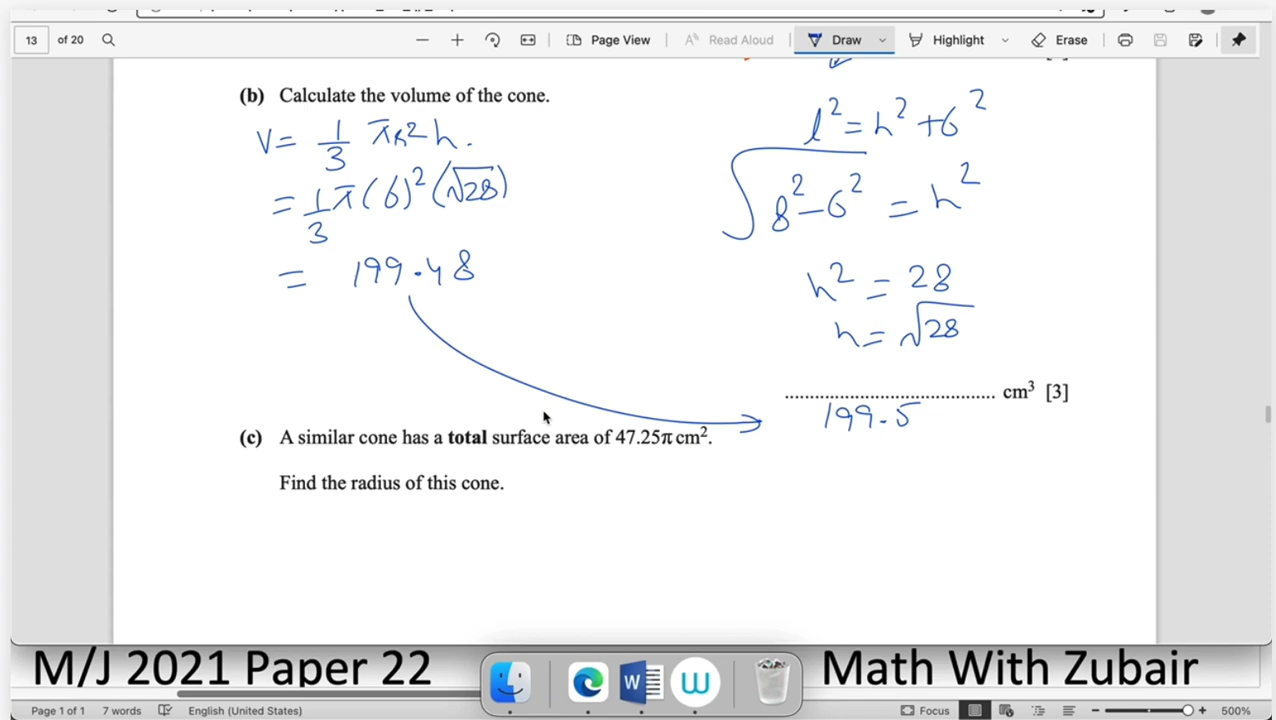 13 of 20 Page View Read Aloud Draw Highlight Erase
(b) Calculate the volume of the cone.
V = 1/3 πr²h.
= 1/3 π(6)²(√28)
= 199.48
l² = h² + 6²
8² - 6² = h²
h² = 28
h = √28
.......................................... cm³ [3]
199.5
(c) A similar cone has a total surface area of 47.25π cm².
Find the radius of this cone.
M/J 2021 Paper 22
Math With Zubair
Page 1 of 1 7 words English (United States) Focus 500%